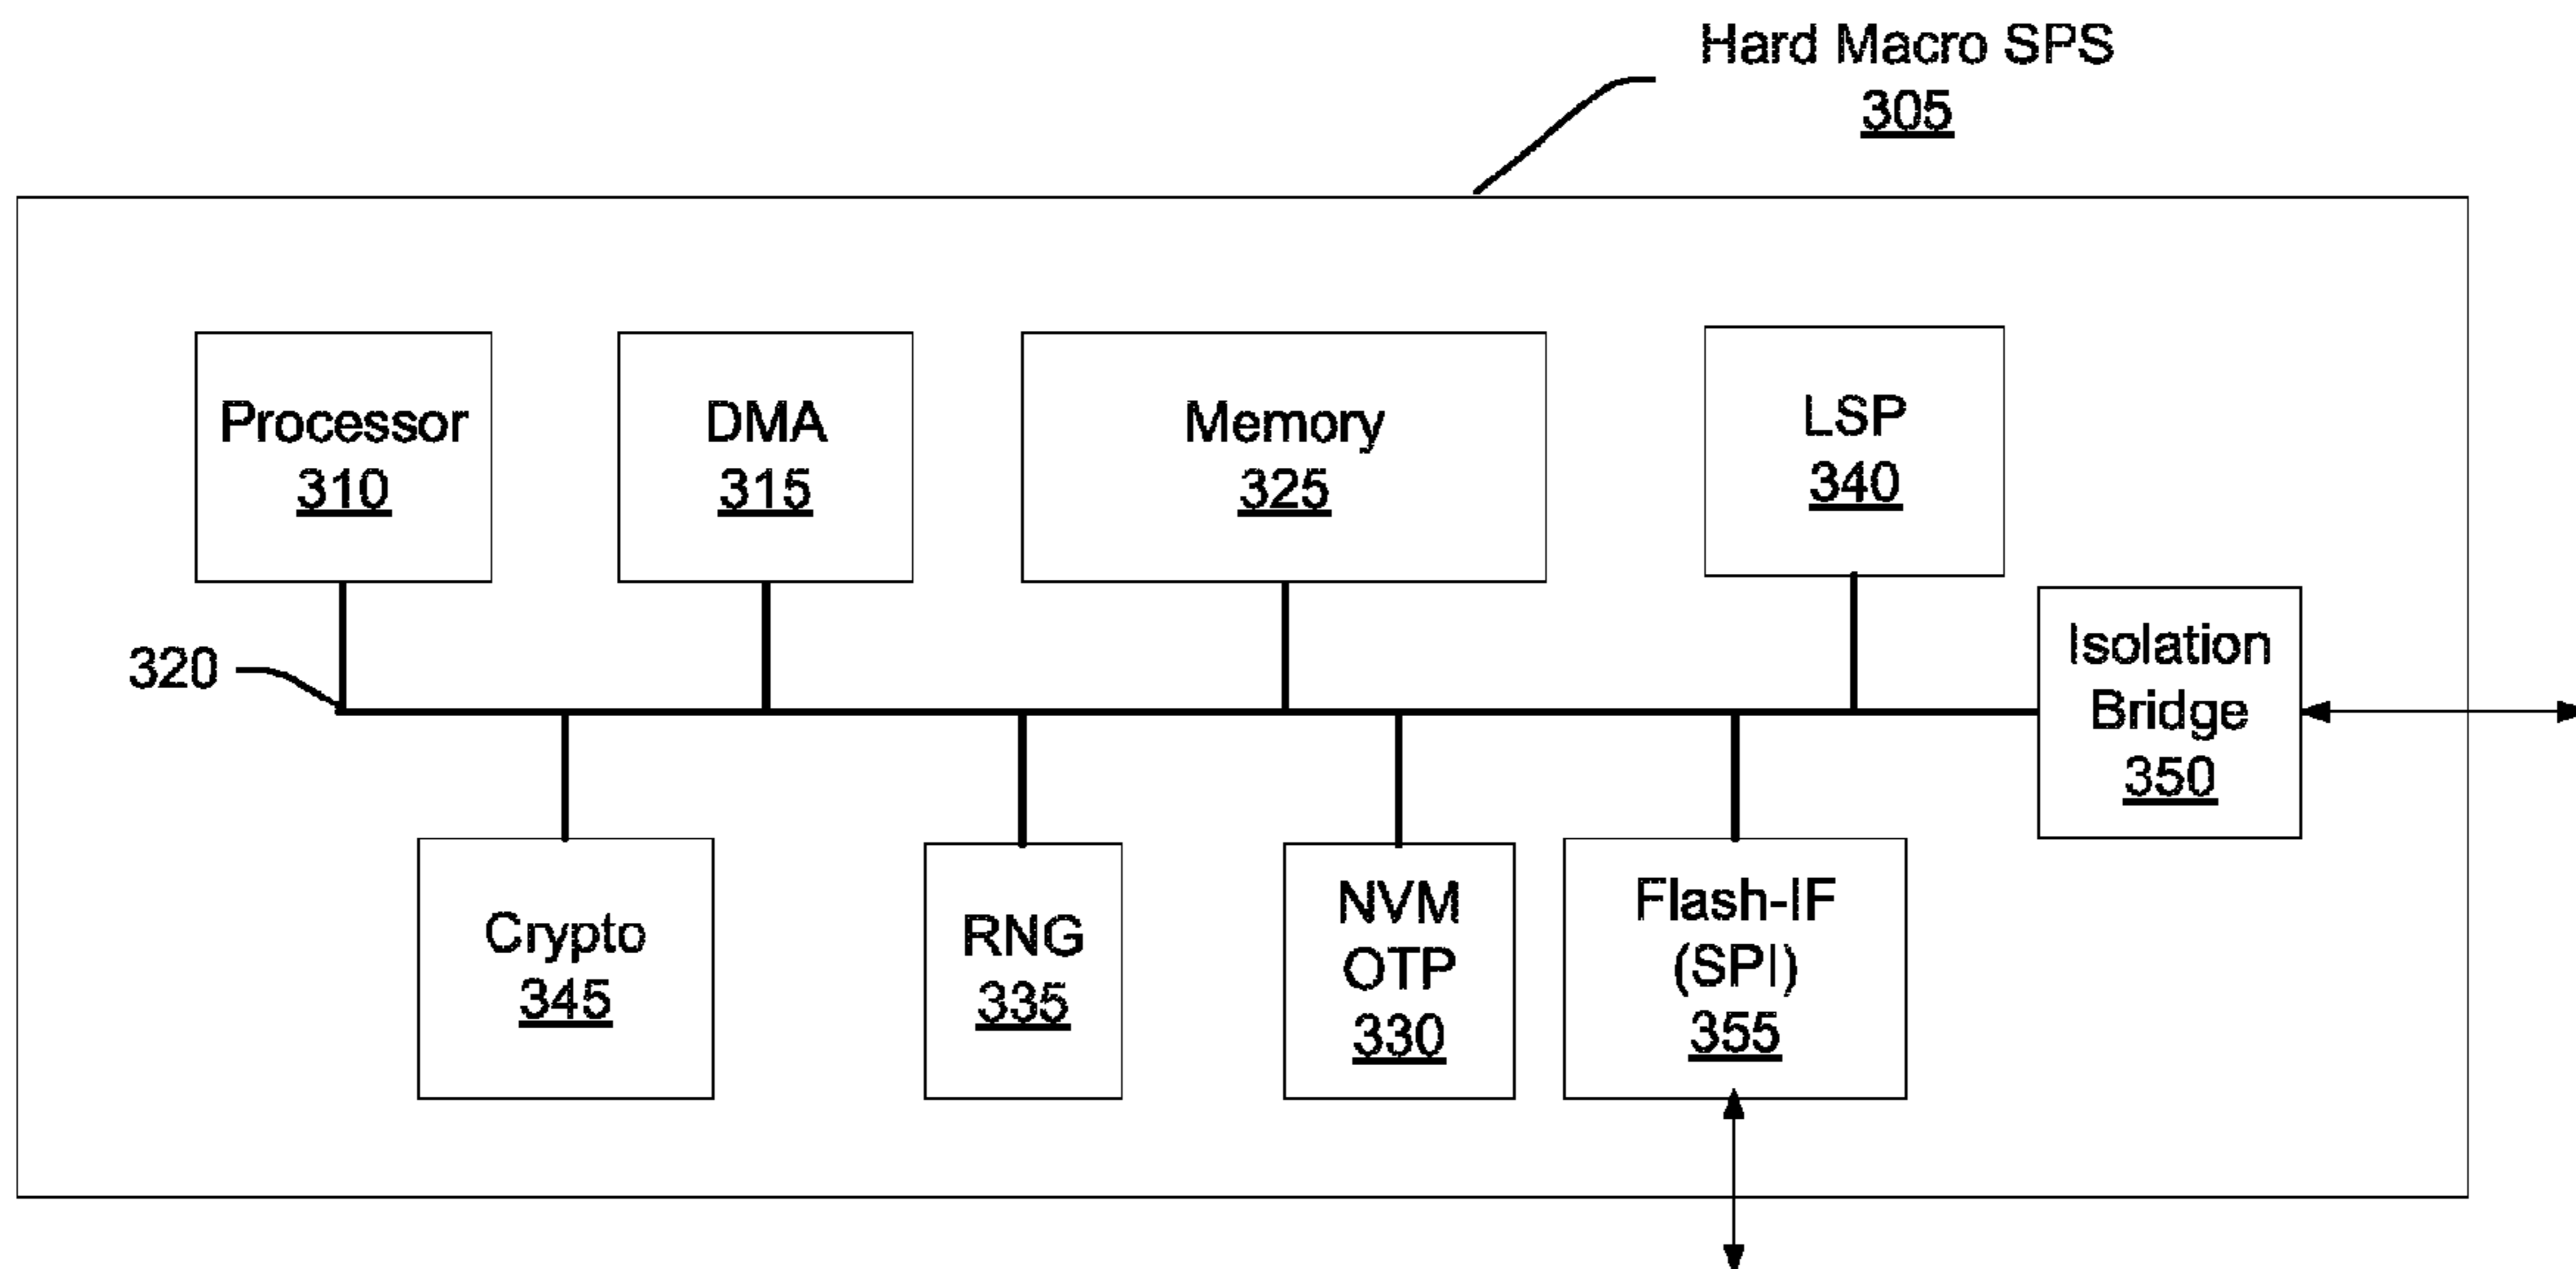 Hard Macro SPS
305
Processor
310
DMA
315
Memory
325
LSP
340
320
Isolation
Bridge
350
Crypto
345
RNG
335
NVM
OTP
330
Flash-IF
(SPI)
355